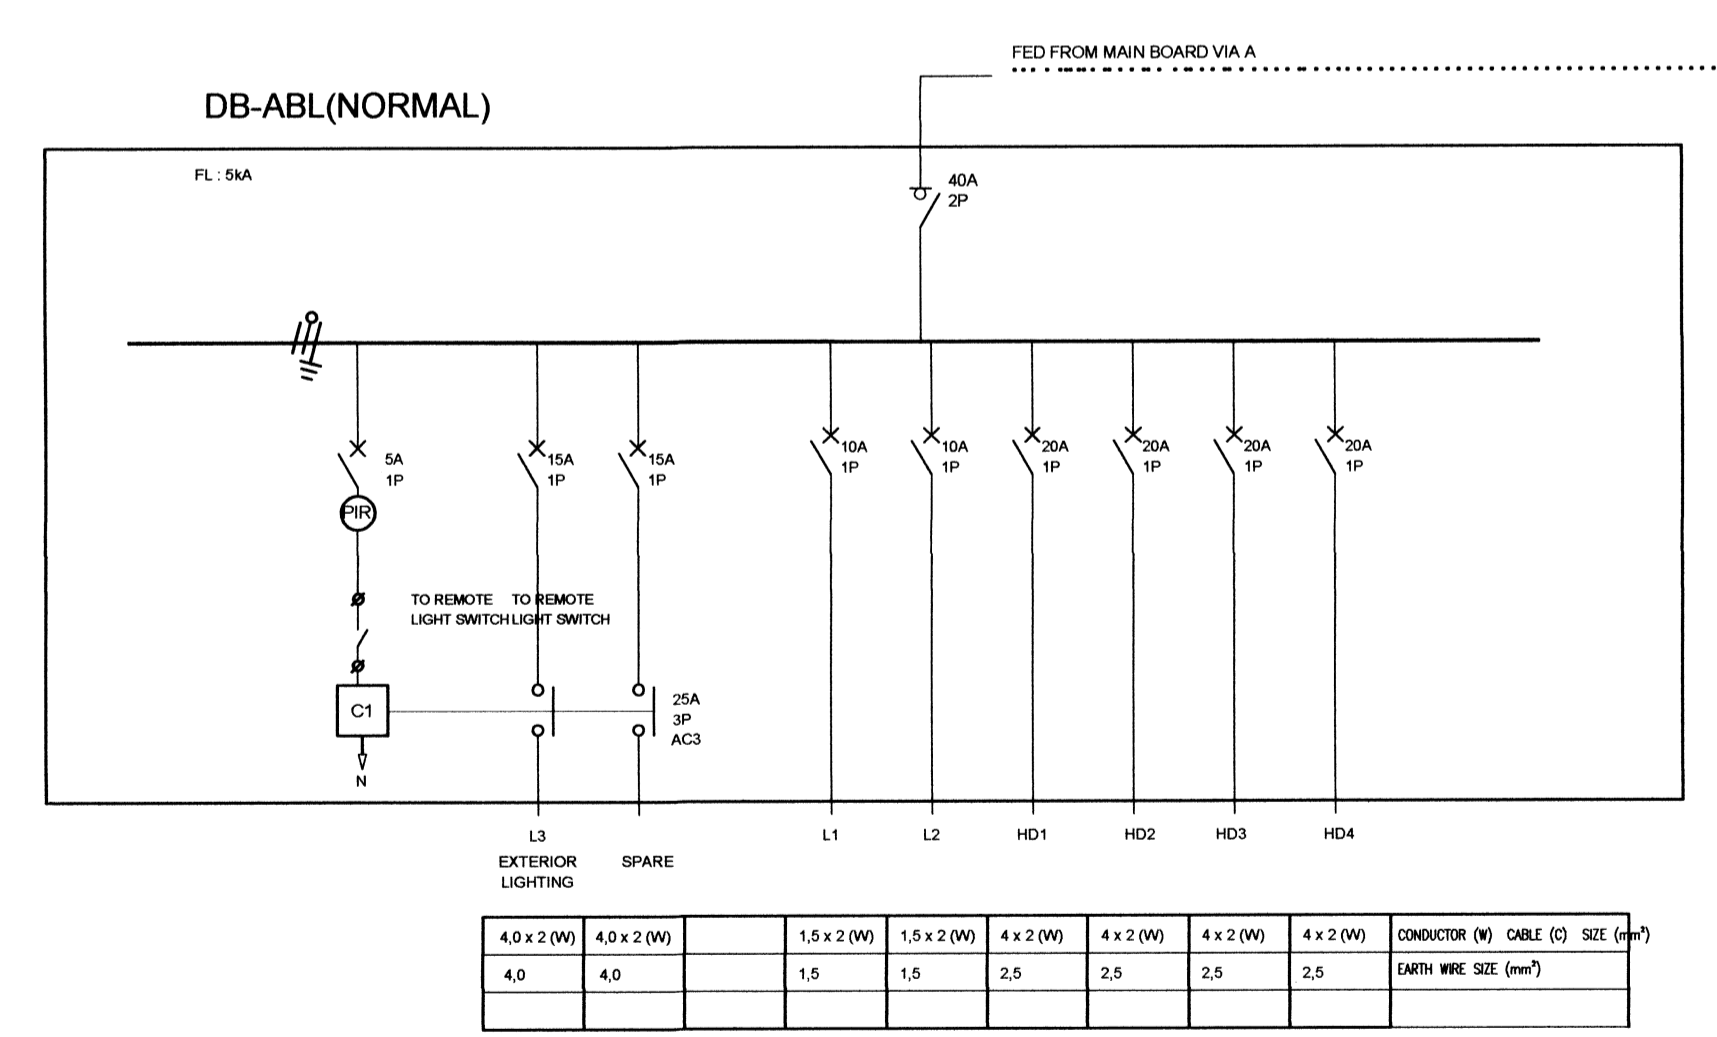 FED FROM MAIN BOARD VIA A
DB-ABL(NORMAL)
FL : 5kA
40A
2P
5A
1P
15A
1P
15A
1P
10A
1P
10A
1P
20A
1P
20A
1P
20A
1P
20A
1P
PIR
TO REMOTE
LIGHT SWITCH
TO REMOTE
LIGHT SWITCH
C1
N
25A
3P
AC3
L3
EXTERIOR
LIGHTING
SPARE
L1
L2
HD1
HD2
HD3
HD4
4,0 x 2 (W) 4,0 x 2 (W) 1,5 x 2 (W) 1,5 x 2 (W) 4 x 2 (W) 4 x 2 (W) 4 x 2 (W) 4 x 2 (W) CONDUCTOR (W) CABLE (C) SIZE (mm²)
4,0 4,0 1,5 1,5 2,5 2,5 2,5 2,5 EARTH WIRE SIZE (mm²)